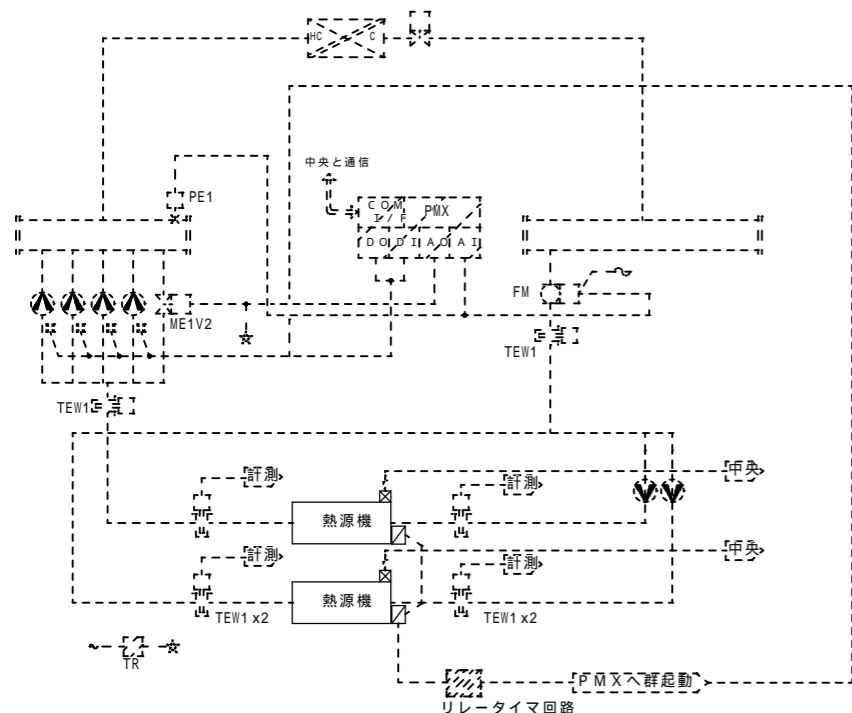 HC C
中央と通信
PE1
COM
I/F
PMX
DO DI AO AI
FM
ME1V2
TEW1
TEW1
計測
計測
中央
熱源機
計測
計測
中央
熱源機
TEW1 x2
TEW1 x2
TR
PMXへ群起動
リレータイマ回路